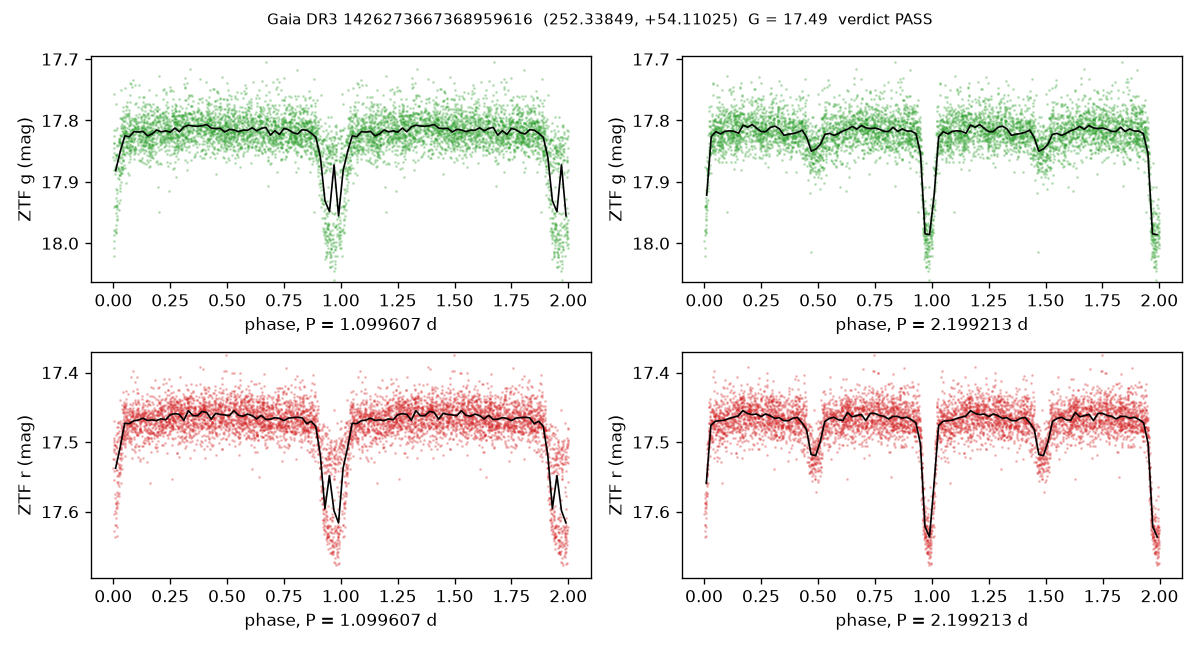 Gaia DR3 1426273667368959616 (252.33849, +54.11025) G = 17.49 verdict PASS
17.7
17.8
17.9
18.0
ZTF g (mag)
0.00 0.25 0.50 0.75 1.00 1.25 1.50 1.75 2.00
phase, P = 1.099607 d
17.7
17.8
17.9
18.0
ZTF g (mag)
0.00 0.25 0.50 0.75 1.00 1.25 1.50 1.75 2.00
phase, P = 2.199213 d
17.4
17.5
17.6
ZTF r (mag)
0.00 0.25 0.50 0.75 1.00 1.25 1.50 1.75 2.00
phase, P = 1.099607 d
17.4
17.5
17.6
ZTF r (mag)
0.00 0.25 0.50 0.75 1.00 1.25 1.50 1.75 2.00
phase, P = 2.199213 d